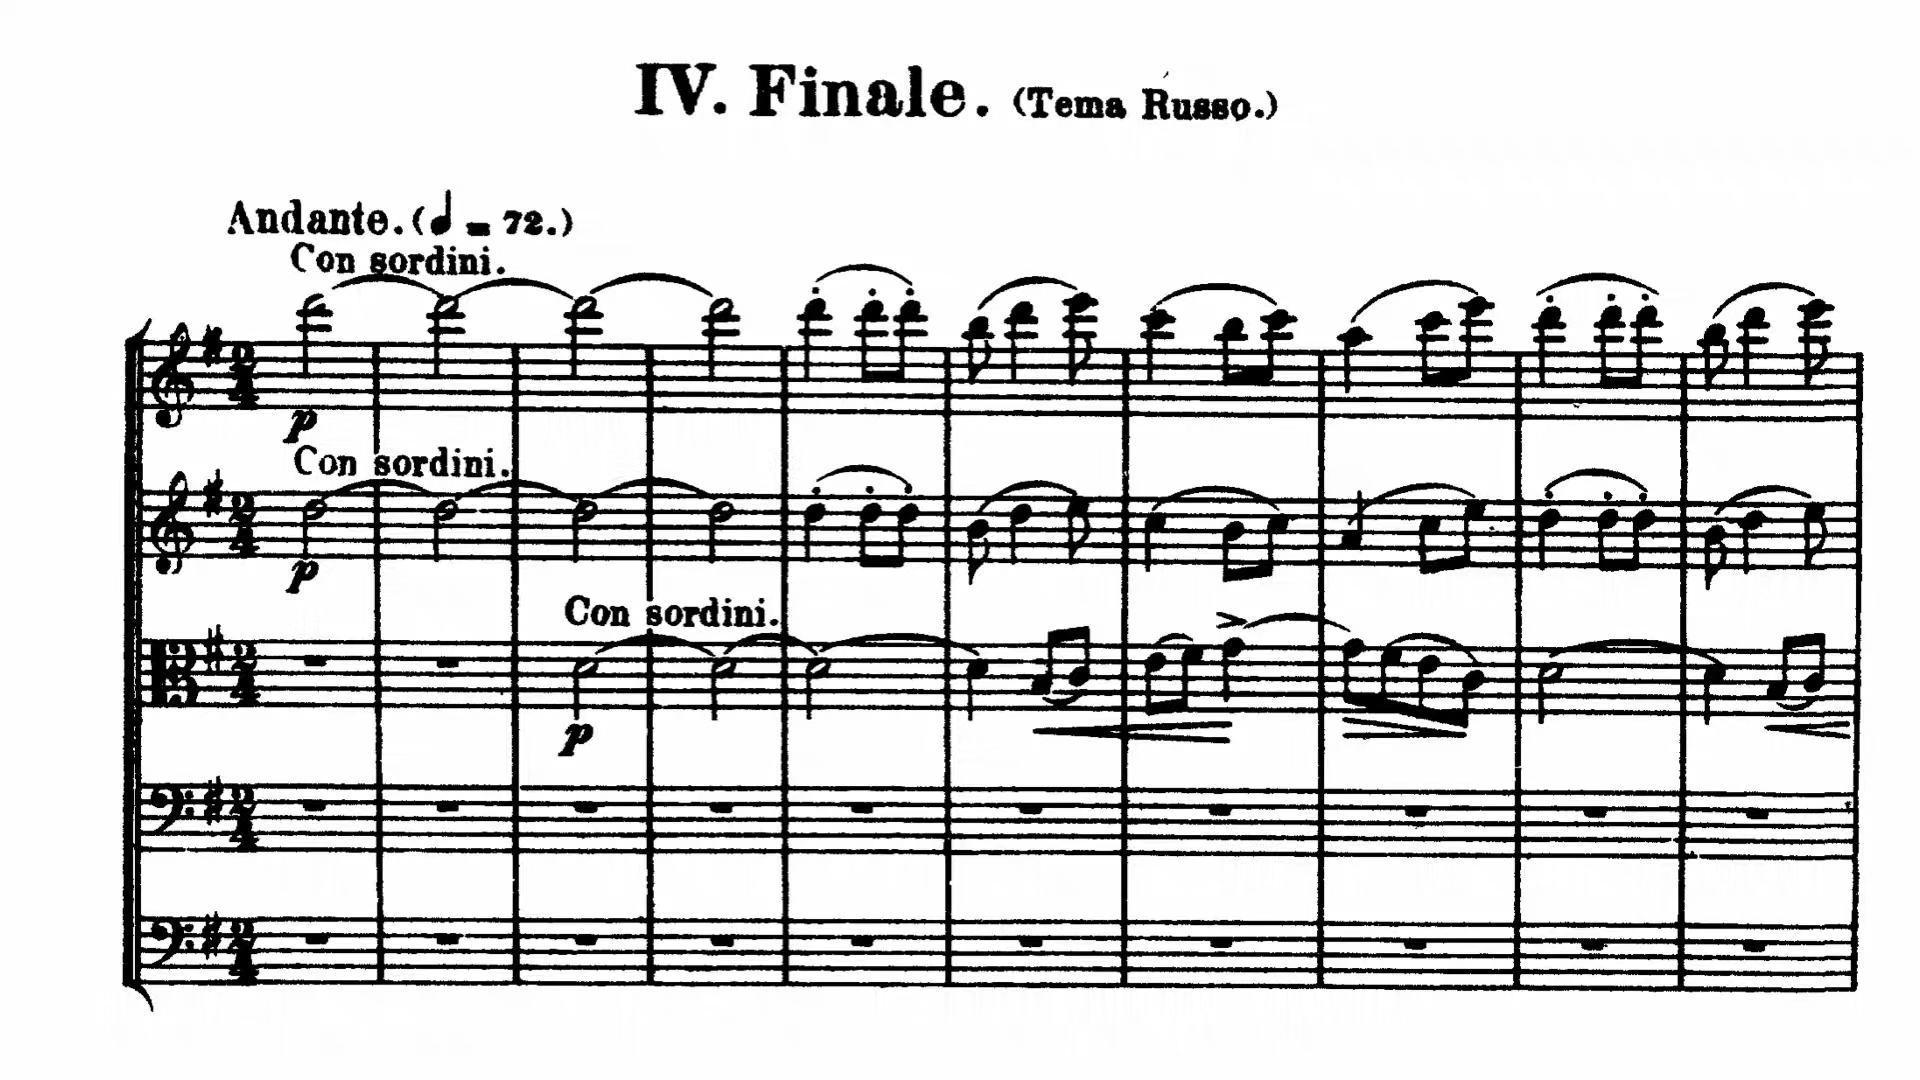 IV. Finale. (Tema Russo.)
Andante. (♩ = 72.)
Con sordini.
p
Con sordini.
p
Con sordini.
p